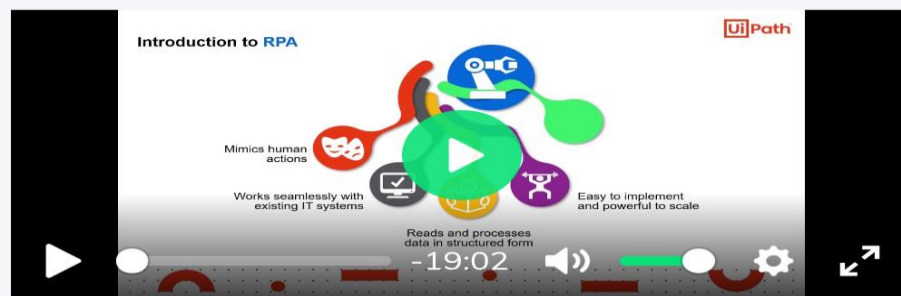 Introduction to RPA
UiPath
Mimics human
actions
Works seamlessly with
existing IT systems
Reads and processes
data in structured form
Easy to implement
and powerful to scale
-19:02